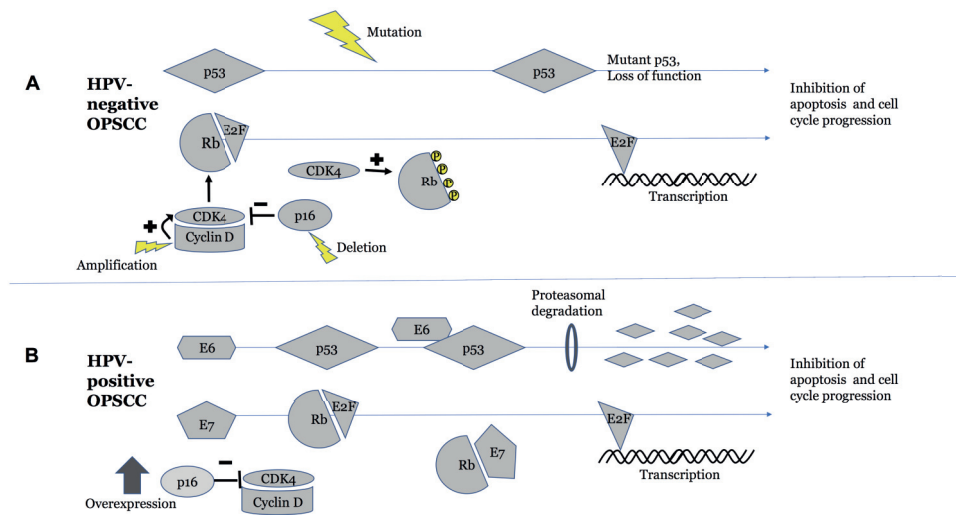 Mutation
A
HPV-
negative
OPSCC
p53
p53
Mutant p53,
Loss of function
Inhibition of
apoptosis and cell
cycle progression
Rb
E2F
E2F
Transcription
CDK4
+
Rb
P
P
P
P
CDK4
Cyclin D
+
–
p16
Amplification
Deletion
B
HPV-
positive
OPSCC
E6
p53
E6
p53
Proteasomal
degradation
Inhibition of
apoptosis and cell
cycle progression
E7
Rb
E2F
Rb
E7
E2F
Transcription
Overexpression
p16
–
CDK4
Cyclin D